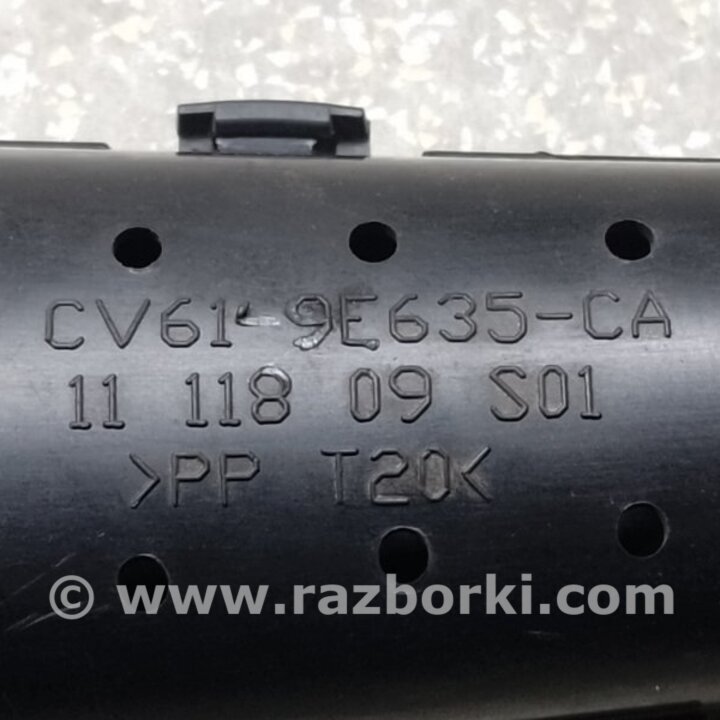 CV61-9E635-CA
11 118 09 S01
>PP T20<
© www.razborki.com